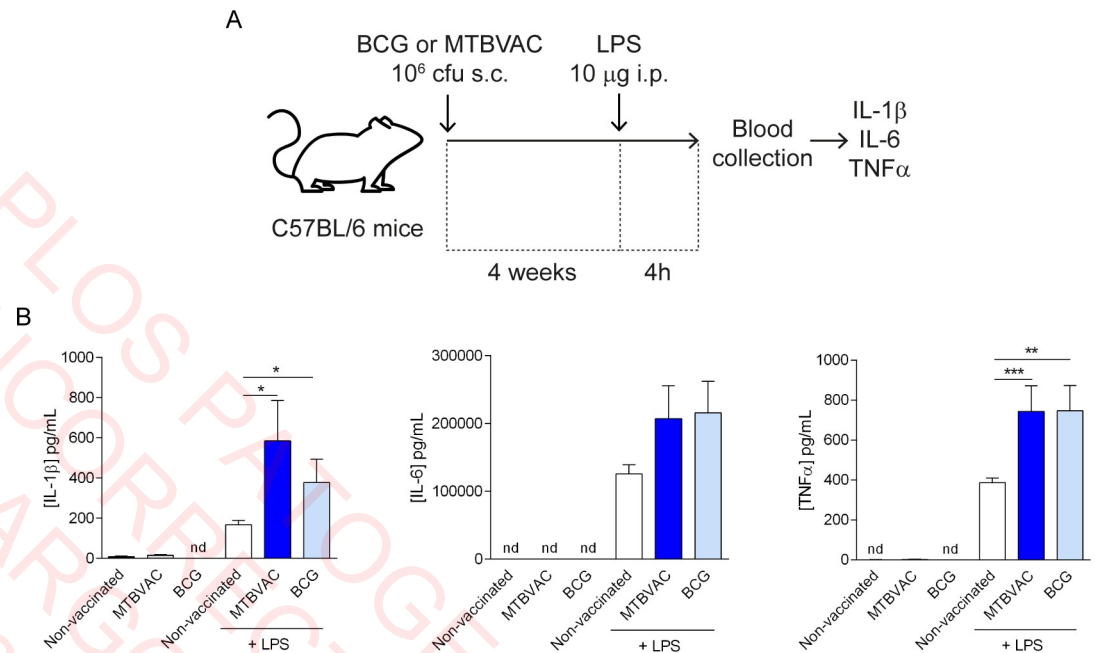 A
BCG or MTBVAC
10⁶ cfu s.c.
LPS
10 μg i.p.
Blood
collection
IL-1β
IL-6
TNFα
C57BL/6 mice
4 weeks
4h
B
[IL-1β] pg/mL
1000
800
600
400
200
0
nd
*
*
Non-vaccinated
MTBVAC
BCG
Non-vaccinated
MTBVAC
BCG
+ LPS
[IL-6] pg/mL
300000
200000
100000
0
nd
nd
nd
Non-vaccinated
MTBVAC
BCG
Non-vaccinated
MTBVAC
BCG
+ LPS
[TNFα] pg/mL
1000
800
600
400
200
0
nd
nd
**
***
Non-vaccinated
MTBVAC
BCG
Non-vaccinated
MTBVAC
BCG
+ LPS
PLOS PATOGE